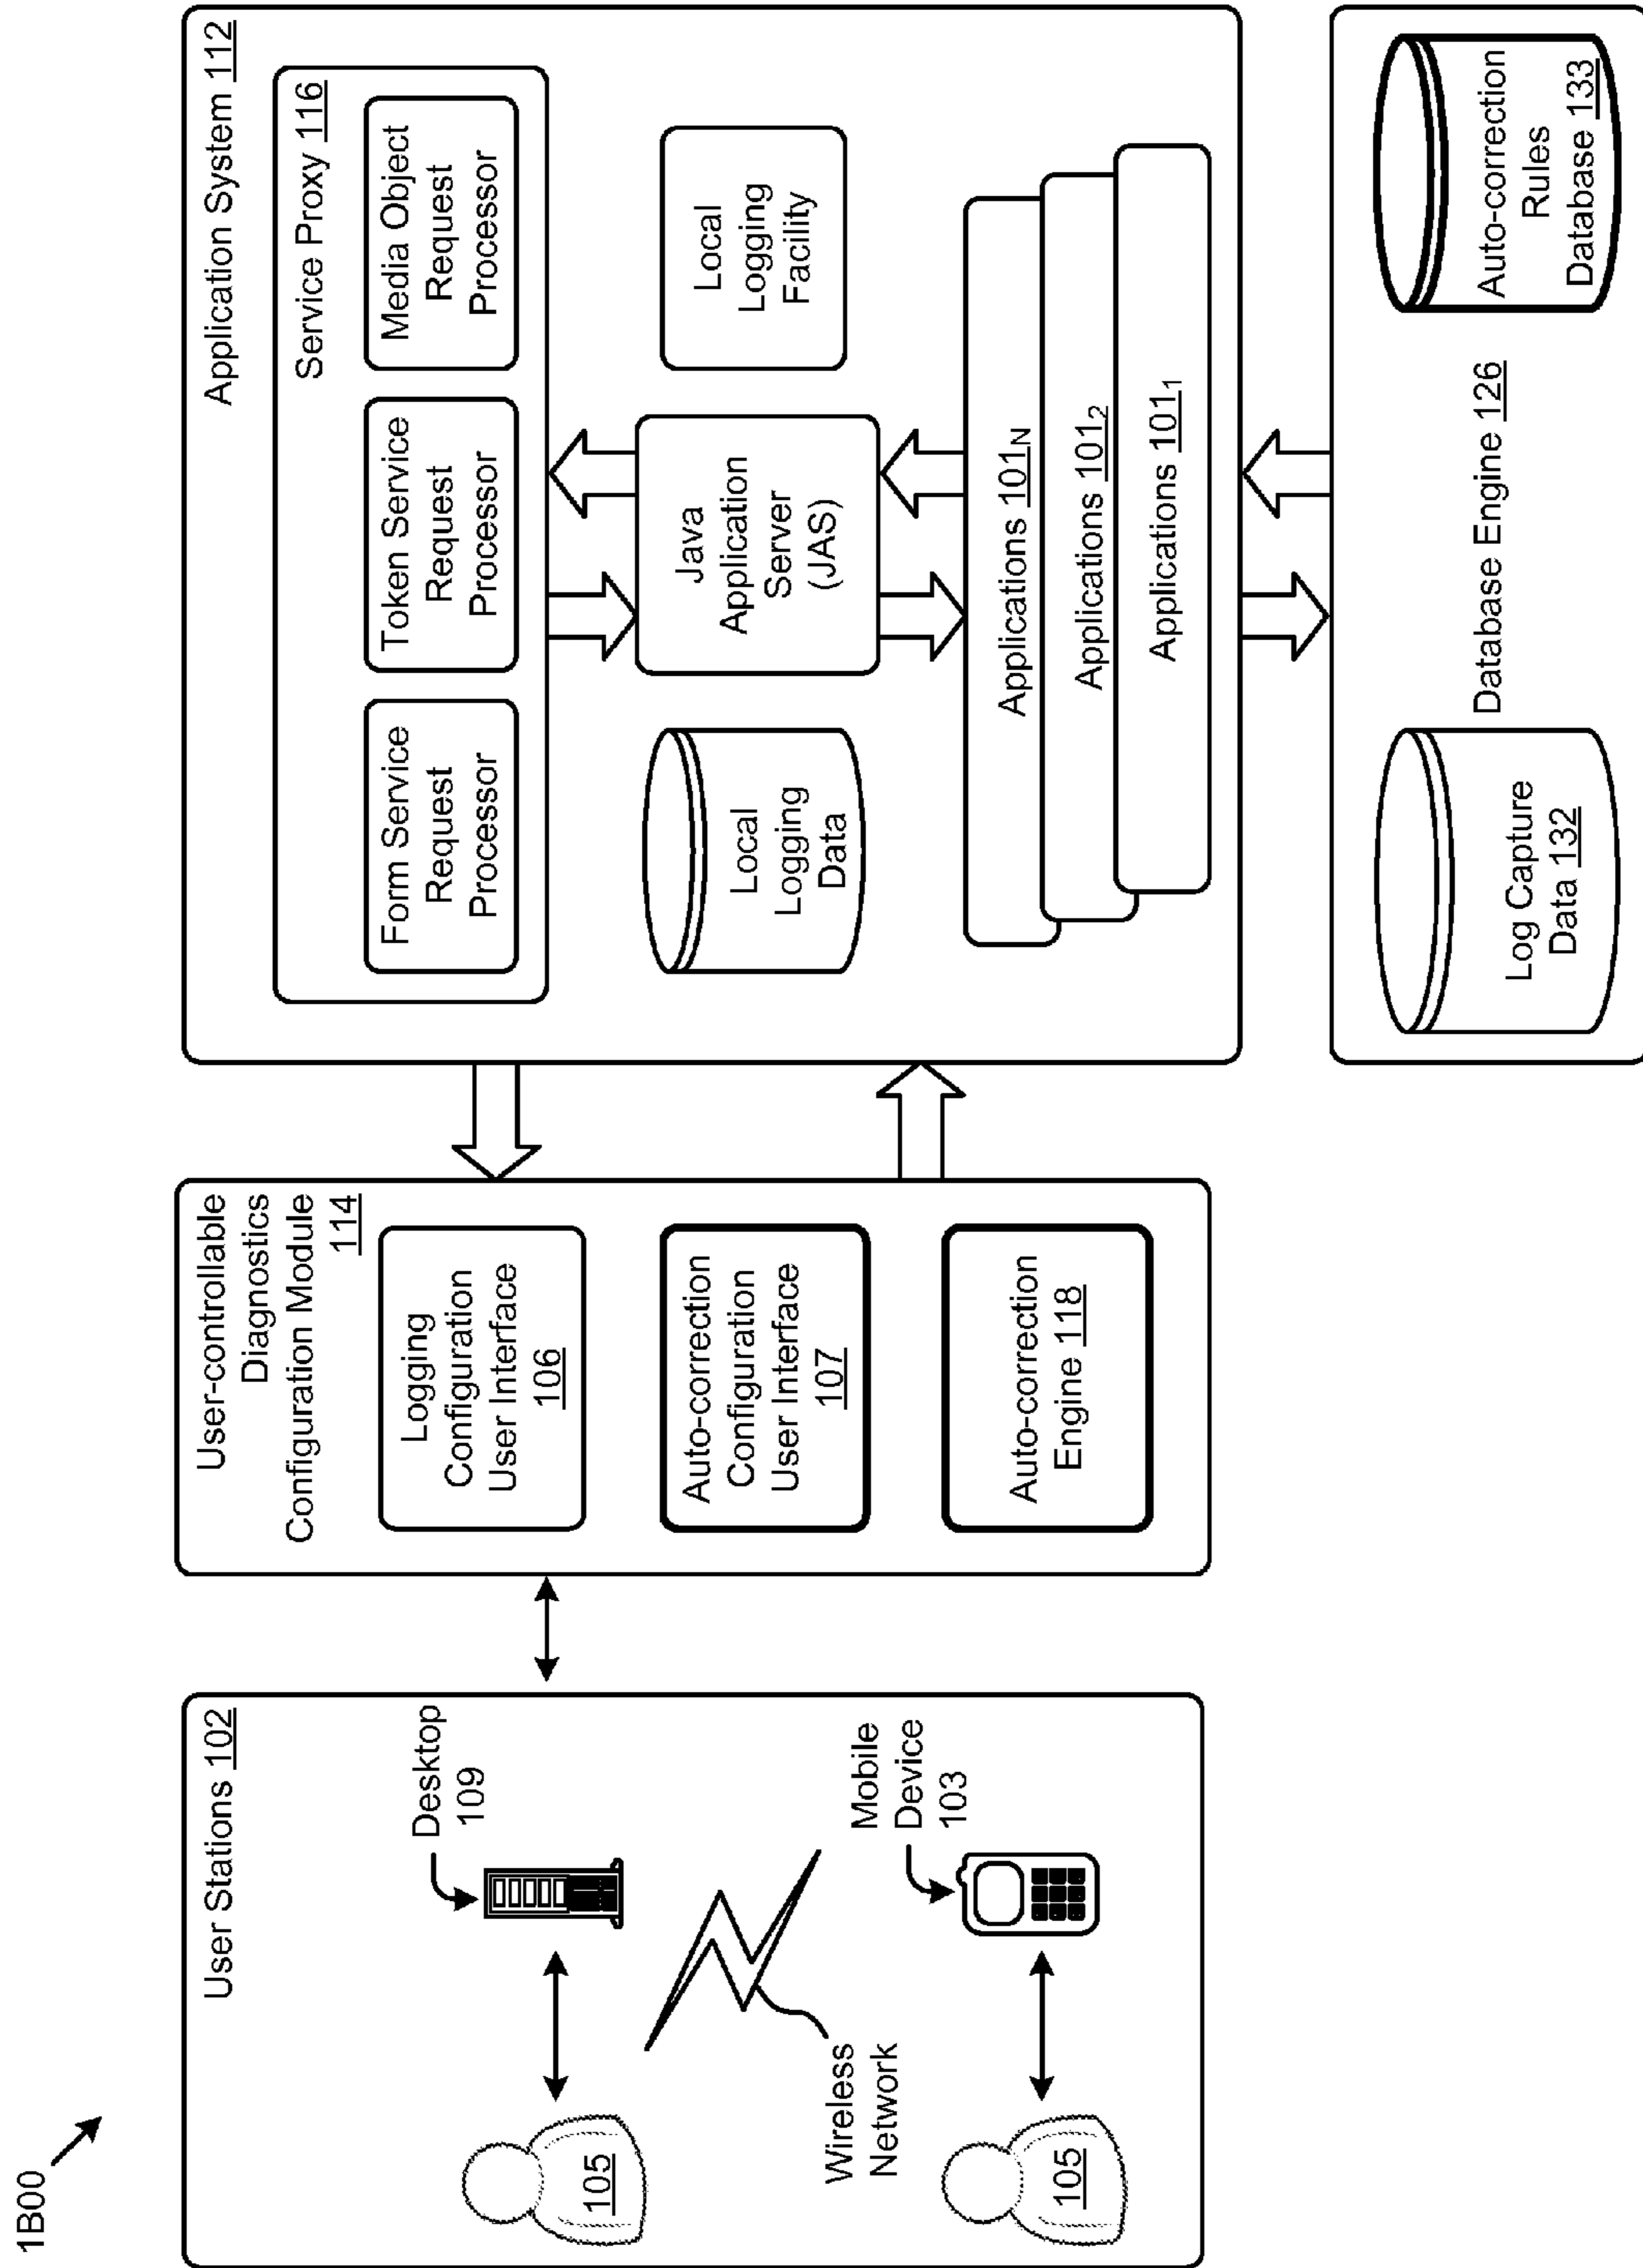 1B00
User Stations 102
Desktop
109
Mobile
Device
103
Wireless
Network
105
105
User-controllable
Diagnostics
Configuration Module
114
Logging
Configuration
User Interface
106
Auto-correction
Configuration
User Interface
107
Auto-correction
Engine 118
Application System 112
Service Proxy 116
Form Service
Request
Processor
Token Service
Request
Processor
Media Object
Request
Processor
Local
Logging
Data
Java
Application
Server
(JAS)
Local
Logging
Facility
Applications 101N
Applications 1012
Applications 1011
Log Capture
Data 132
Database Engine 126
Auto-correction
Rules
Database 133